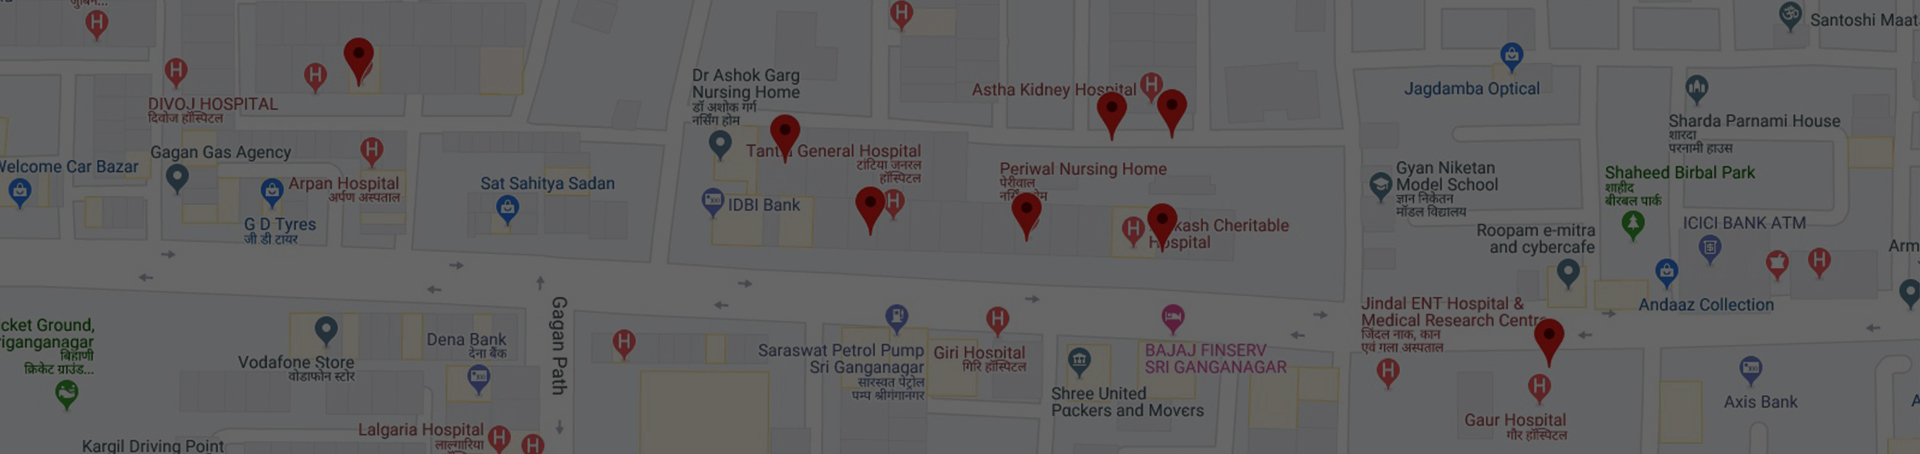 DIVOJ HOSPITAL
दिवोज हॉस्पिटल
Welcome Car Bazar
Gagan Gas Agency
Arpan Hospital
अर्पण अस्पताल
G D Tyres
जी डी टायर
Sat Sahitya Sadan
Dr Ashok Garg
Nursing Home
डॉ अशोक गर्ग
नर्सिंग होम
Tantia General Hospital
टांटिया जनरल
हॉस्पिटल
IDBI Bank
Astha Kidney Hospital
Periwal Nursing Home
पेरीवाल
Cheritable
Hospital
Jagdamba Optical
Santoshi Maat
Sharda Parnami House
शारदा
परनामी हाउस
Gyan Niketan
Model School
ज्ञान निकेतन
मॉडल विद्यालय
Shaheed Birbal Park
शाहीद
बीरबल पार्क
Roopam e-mitra
and cybercafe
ICICI BANK ATM
Andaaz Collection
Jindal ENT Hospital &
Medical Research Centre
जिंदल नाक, कान
एवं गला अस्पताल
Gaur Hospital
गौर हॉस्पिटल
Axis Bank
cket Ground,
riganganagar
बिहाणी
क्रिकेट ग्राउंड...
Vodafone Store
वोडाफोन स्टोर
Dena Bank
देना बैंक
Gagan Path
Lalgaria Hospital
लालगारिया
Kargil Driving Point
Saraswat Petrol Pump
Sri Ganganagar
सारस्वत पेट्रोल
पम्प श्रीगंगानगर
Giri Hospital
गिरि हॉस्पिटल
Shree United
Packers and Movers
BAJAJ FINSERV
SRI GANGANAGAR